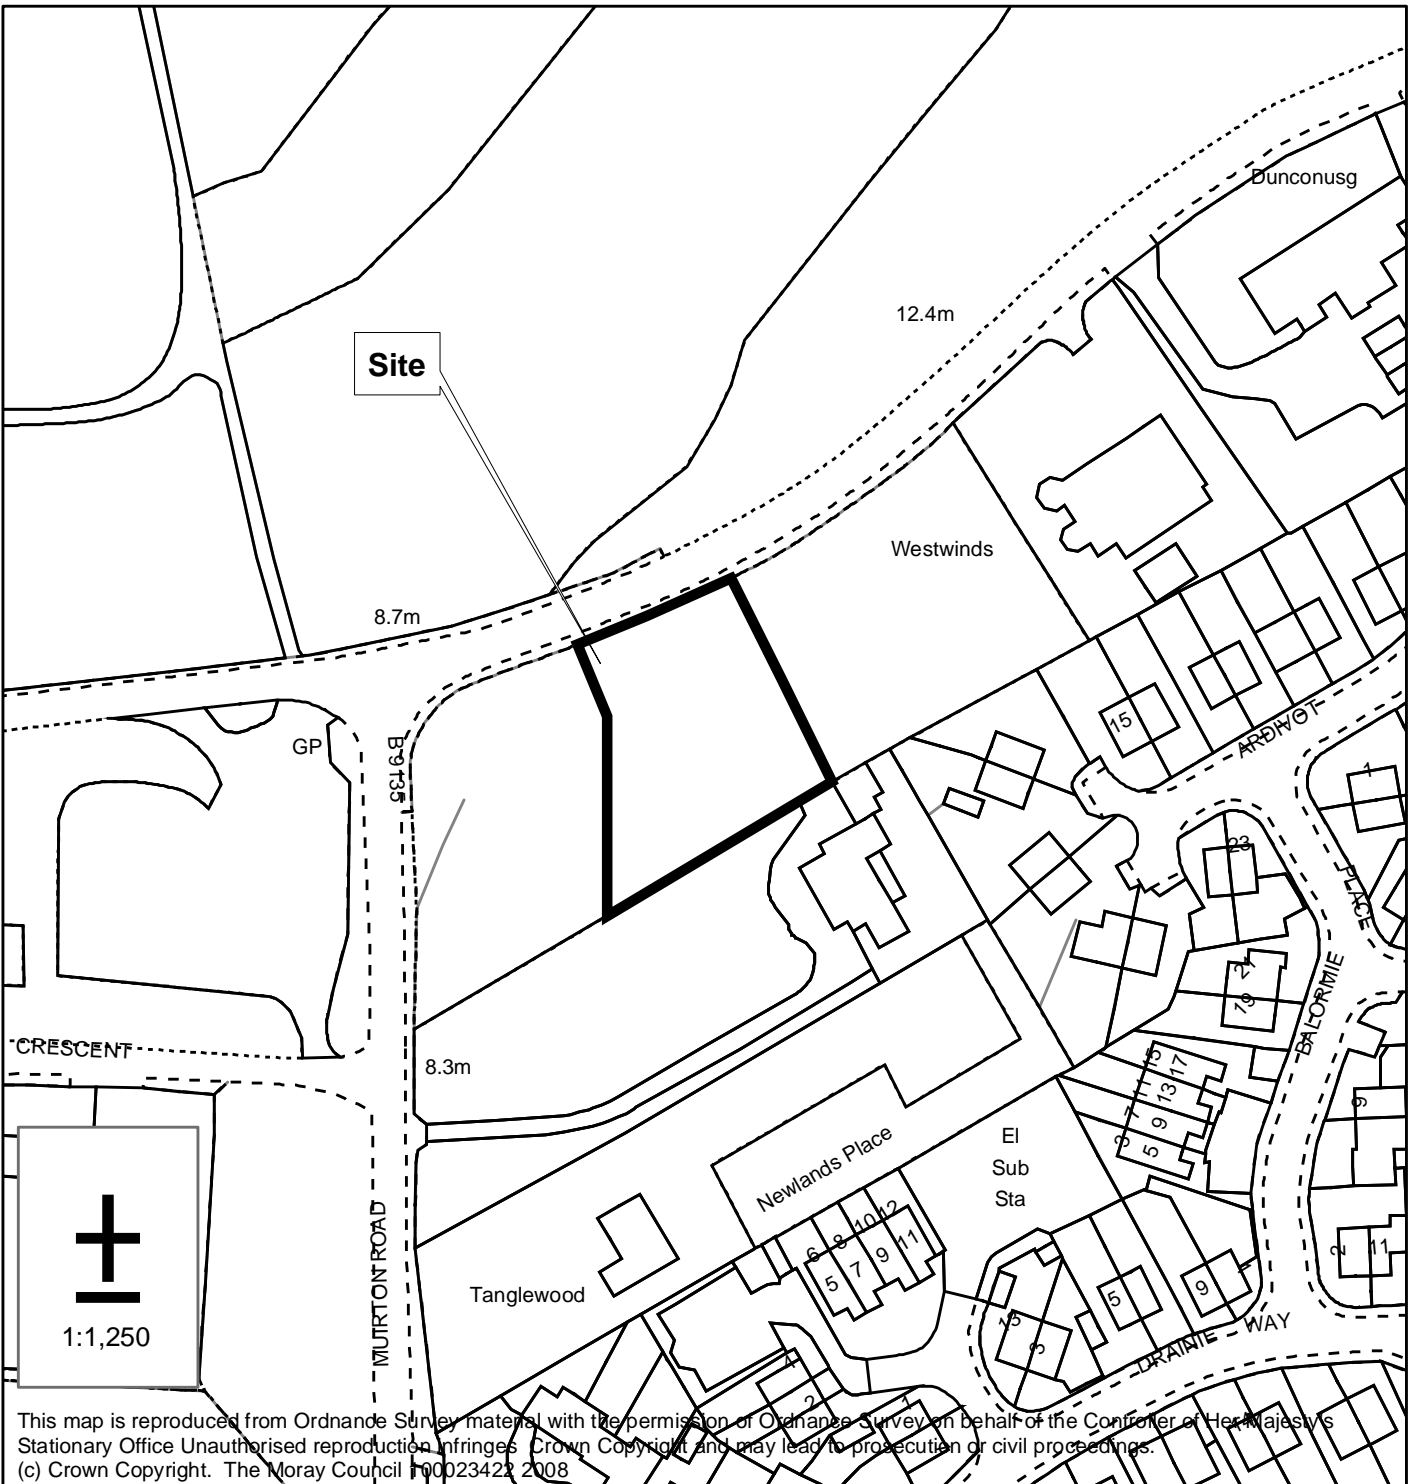 Dunconusg
12.4m
Site
Westwinds
8.7m
15
ARDIVOT
PLACE
GP
B 9135
1
23
21
19
BALORMIE
CRESCENT
8.3m
15
17
11
13
7
9
3
5
9
El
Sub
Sta
Newlands Place
6
8
10
12
5
7
9
11
2
11
MUIRTON ROAD
Tanglewood
13
3
5
9
1
DRAINIE WAY
1:1,250
4
2
1
This map is reproduced from Ordnance Survey material with the permission of Ordnance Survey on behalf of the Controller of Her Majesty's
Stationary Office Unauthorised reproduction infringes Crown Copyright and may lead to prosecution or civil proceedings.
(c) Crown Copyright. The Moray Council 100023422 2008